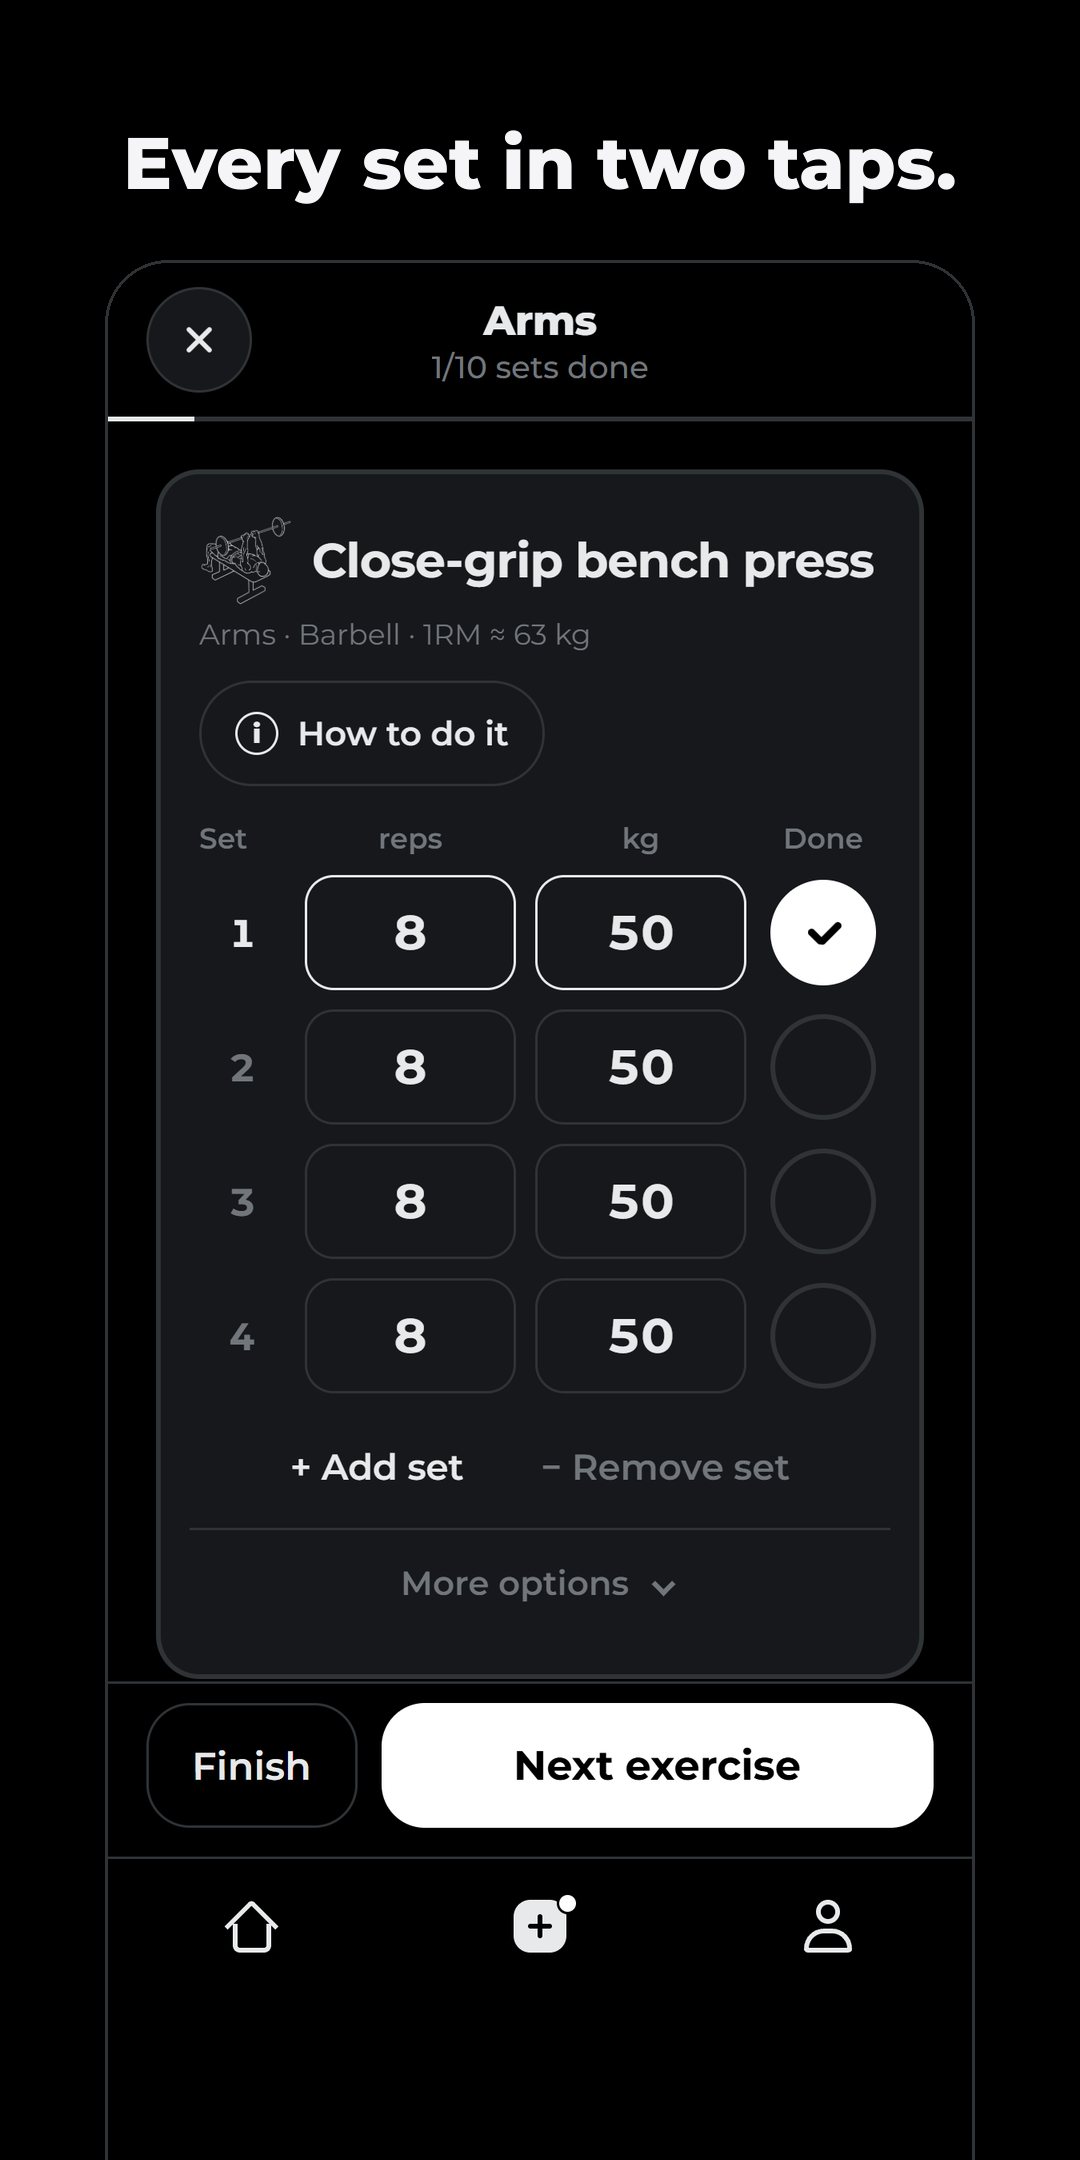 Every set in two taps.
Arms
1/10 sets done
Close-grip bench press
Arms · Barbell · 1RM ≈ 63 kg
i How to do it
Set reps kg Done
1 8 50
2 8 50
3 8 50
4 8 50
+ Add set − Remove set
More options
Finish Next exercise